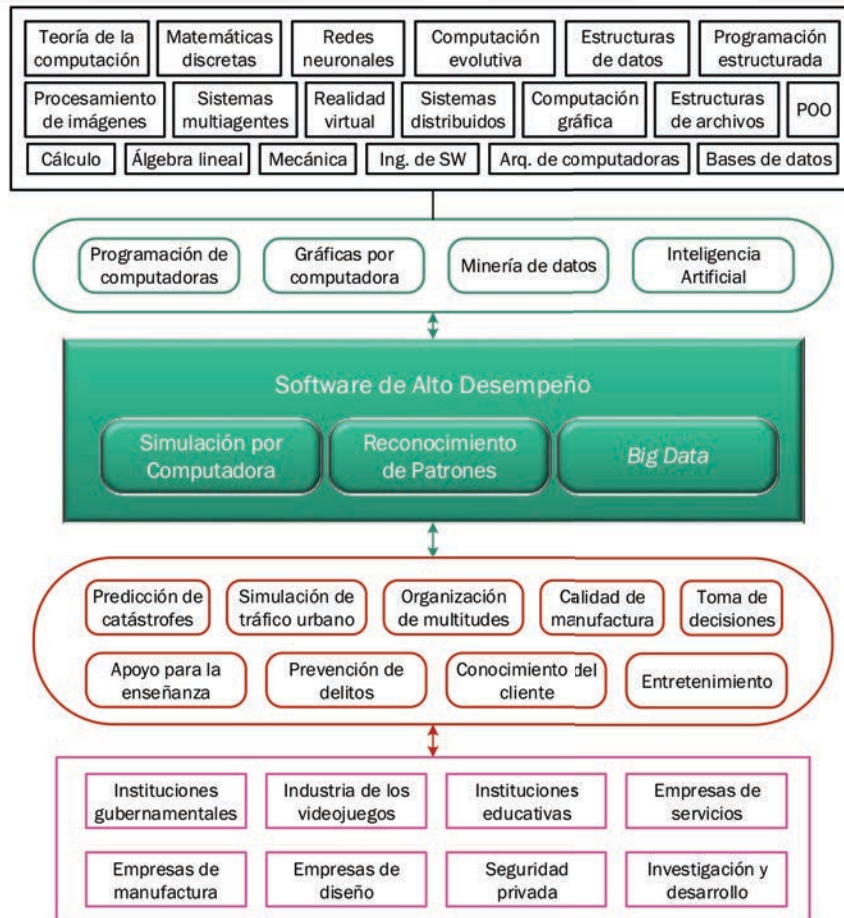 Teoría de la computación
Matemáticas discretas
Redes neuronales
Computación evolutiva
Estructuras de datos
Programación estructurada
Procesamiento de imágenes
Sistemas multiagentes
Realidad virtual
Sistemas distribuidos
Computación gráfica
Estructuras de archivos
POO
Cálculo
Álgebra lineal
Mecánica
Ing. de SW
Arq. de computadoras
Bases de datos
Programación de computadoras
Gráficas por computadora
Minería de datos
Inteligencia Artificial
Software de Alto Desempeño
Simulación por Computadora
Reconocimiento de Patrones
Big Data
Predicción de catástrofes
Simulación de tráfico urbano
Organización de multitudes
Calidad de manufactura
Toma de decisiones
Apoyo para la enseñanza
Prevención de delitos
Conocimiento del cliente
Entretenimiento
Instituciones gubernamentales
Industria de los videojuegos
Instituciones educativas
Empresas de servicios
Empresas de manufactura
Empresas de diseño
Seguridad privada
Investigación y desarrollo